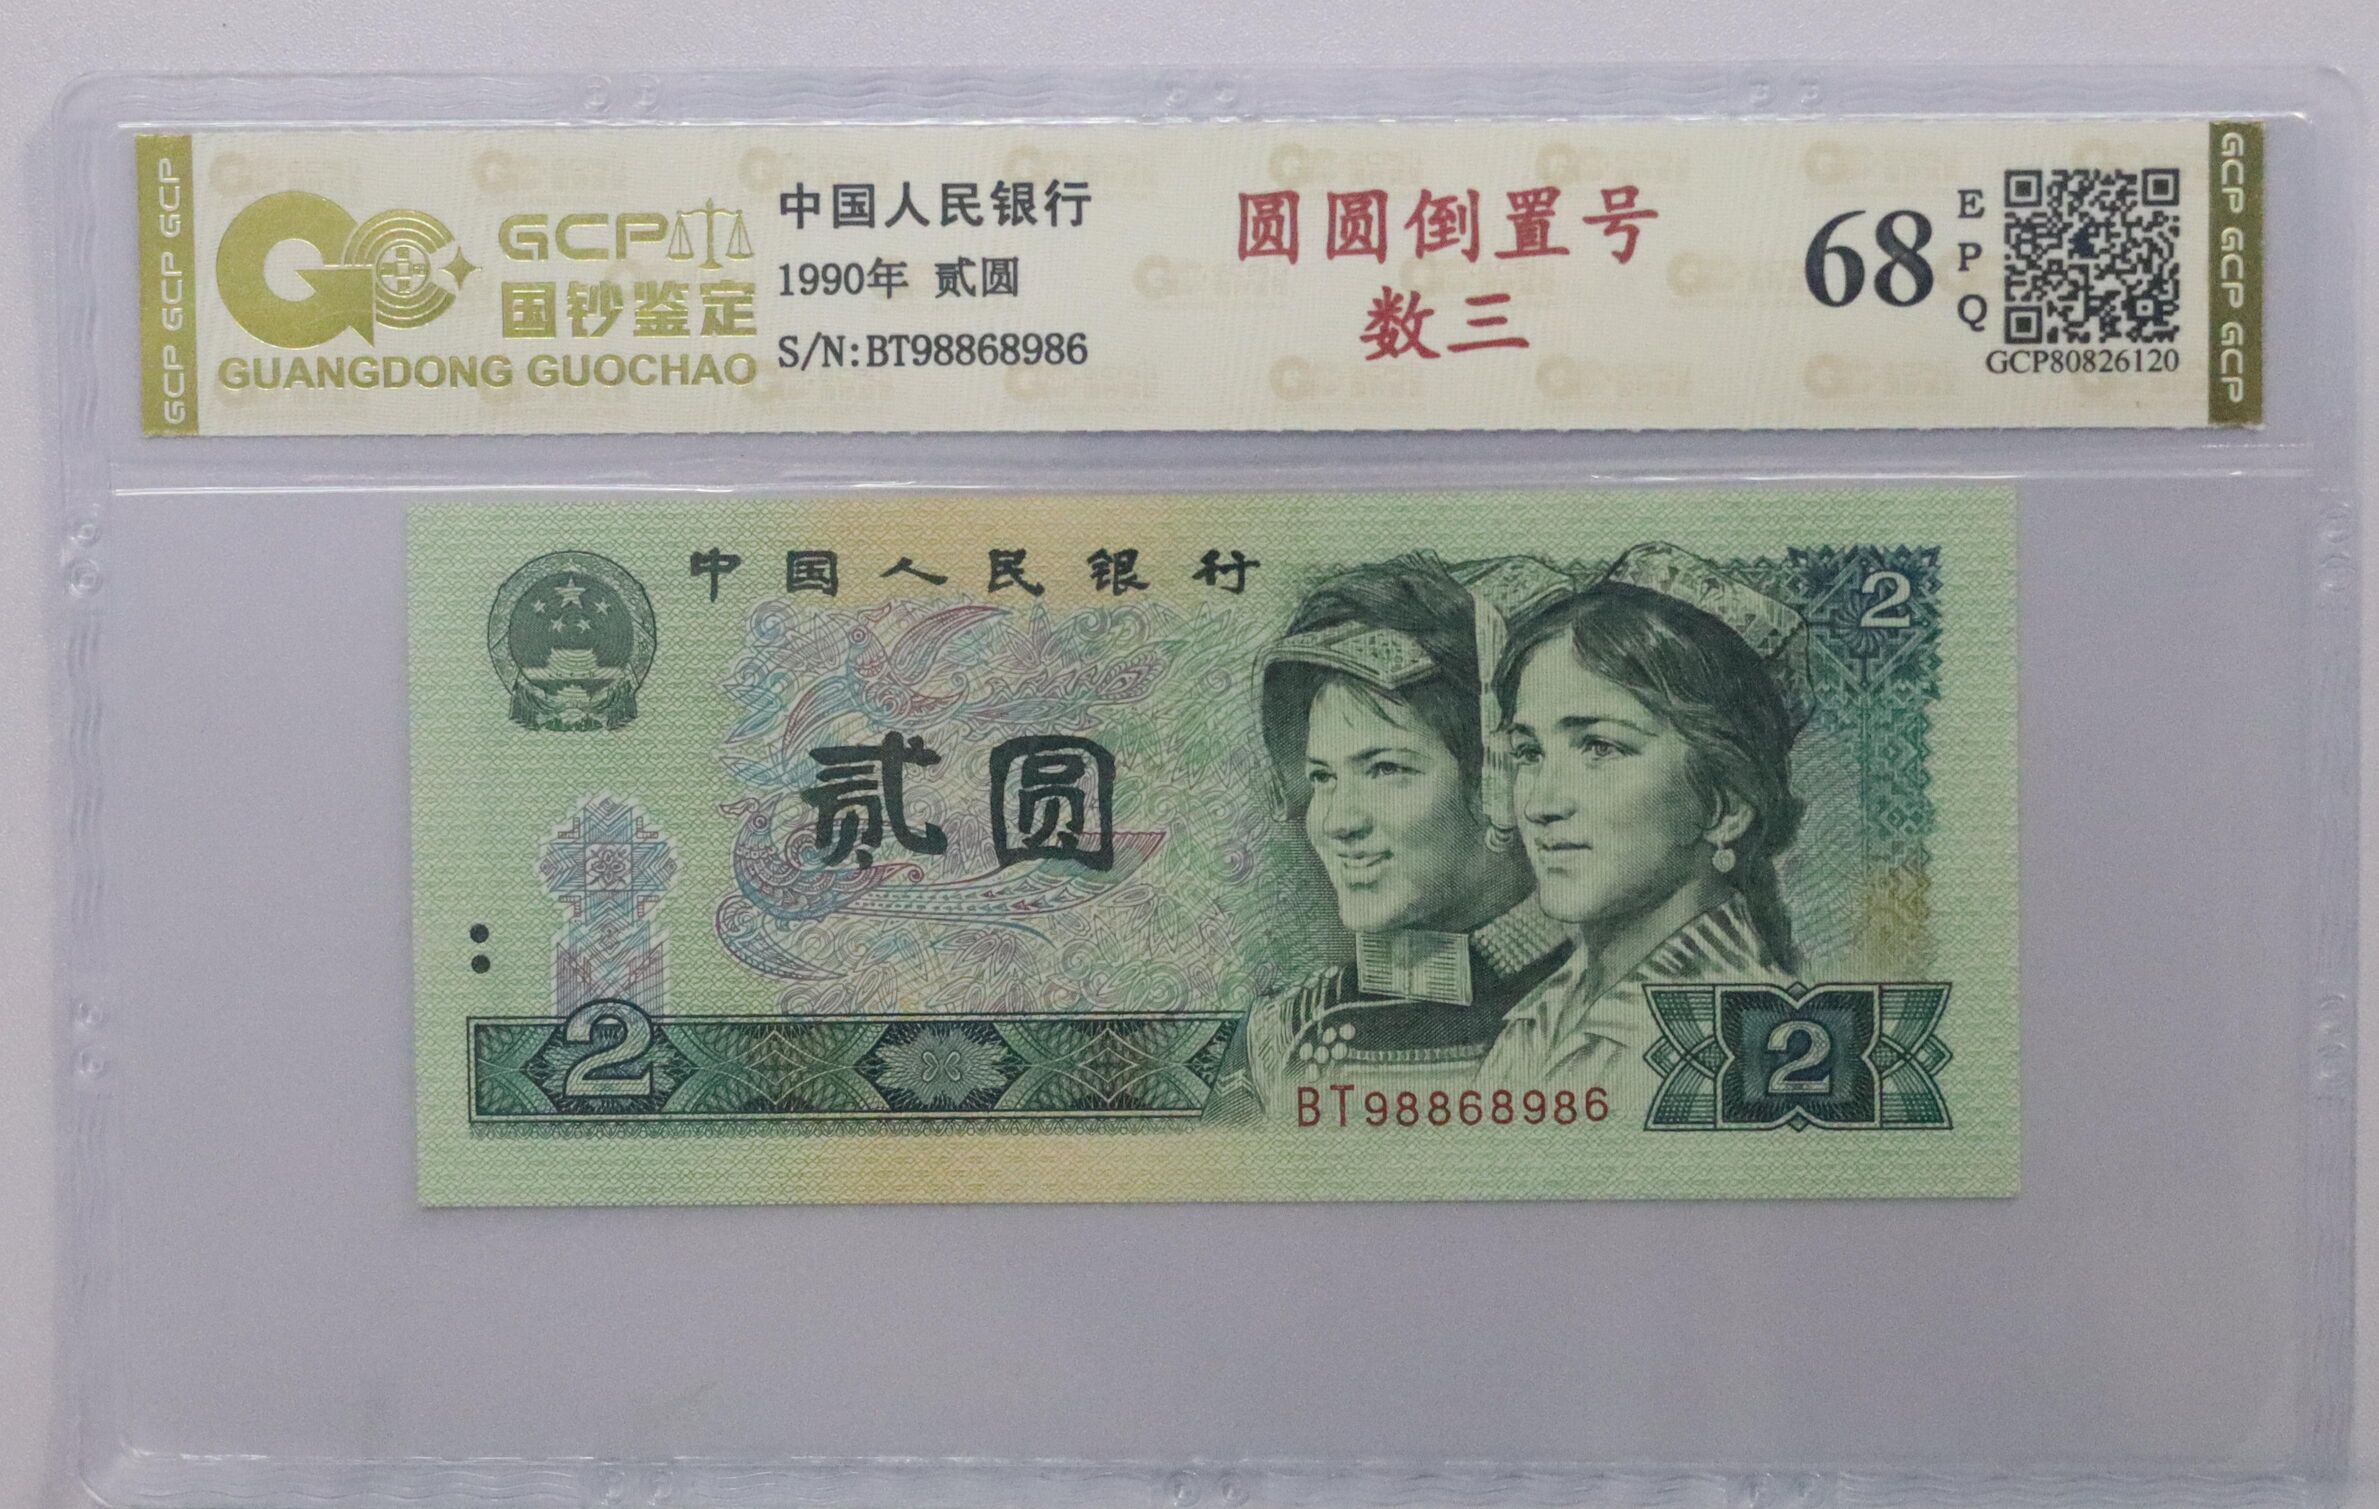 GCP GCP GCP
GCP
国钞鉴定
GUANGDONG GUOCHAO
中国人民银行
1990年 贰圆
S/N:BT98868986
圆圆倒置号
数三
68
EPQ
GCP80826120
GCP GCP GCP
中国人民银行
2
贰圆
2
BT98868986
2